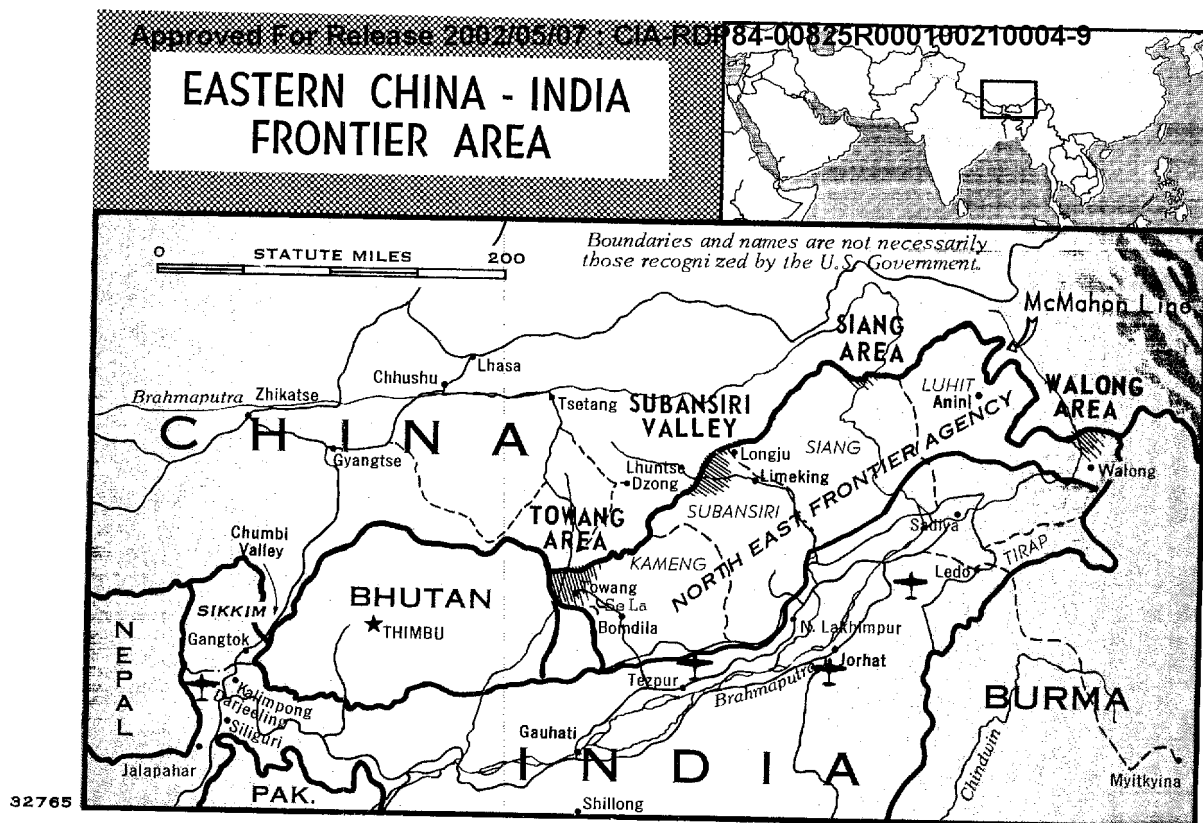 Approved For Release 2002/05/07 : CIA-RDP84-00825R000100210004-9
EASTERN CHINA - INDIA
FRONTIER AREA
0 STATUTE MILES 200
Boundaries and names are not necessarily
those recognized by the U.S. Government.
McMahon Line
SIANG
AREA
Lhasa
Chhushu
LUHIT
Anini
WALONG
AREA
Brahmaputra
Zhikatse
Tsetang
SUBANSIRI
VALLEY
CHINA
SIANG
Longju
Gyangtse
Lhuntse
Dzong
Limeking
Walong
NORTH EAST FRONTIER AGENCY
SUBANSIRI
TOWANG
AREA
Sadiya
Chumbi
Valley
KAMENG
TIRAP
Ledo
BHUTAN
Towang
Se La
SIKKIM
THIMBU
Bomdila
N. Lakhimpur
NEPAL
Gangtok
Jorhat
Tezpur
Brahmaputra
Kalimpong
Darjeeling
BURMA
Siliguri
Gauhati
INDIA
Chindwin
Jalapahar
Myitkyina
PAK.
32765
Shillong